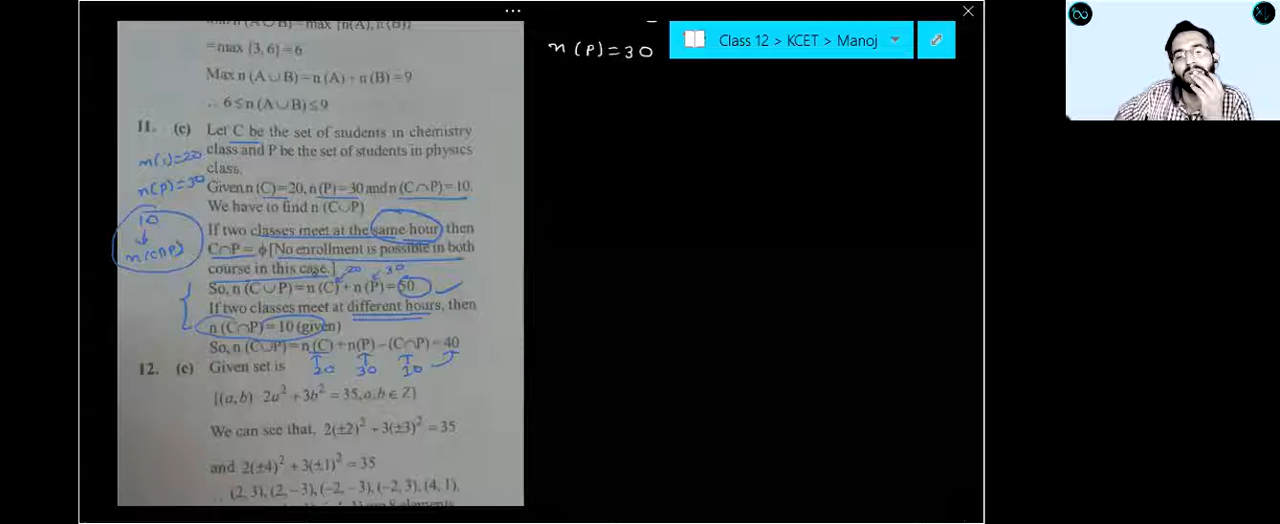 min n (A∪B) = max {n(A), n(B)}
= max {3, 6} = 6
Max n (A∪B) = n (A) + n (B) = 9
∴ 6 ≤ n (A∪B) ≤ 9
11. (c) Let C be the set of students in chemistry
class and P be the set of students in physics
class.
Given n (C) = 20, n (P) = 30 and n (C∩P) = 10.
We have to find n (C∪P)
If two classes meet at the same hour then
C∩P = ϕ [No enrollment is possible in both
course in this case.]
So, n (C∪P) = n (C) + n (P) = 50
If two classes meet at different hours, then
n (C∩P) = 10 (given)
So, n (C∪P) = n (C) + n(P) – (C∩P) = 40
12. (c) Given set is
{(a, b) 2a² + 3b² = 35, a, b ∈ Z}
We can see that, 2(±2)² + 3(±3)² = 35
and 2(±4)² + 3(±1)² = 35
∴ (2, 3), (2, –3), (–2, –3), (–2, 3), (4, 1),
8 elements
n(c)=20
n(P)=30
10
n(C∩P)
20 30
20 30 10
n (P) = 30
Class 12 > KCET > Manoj